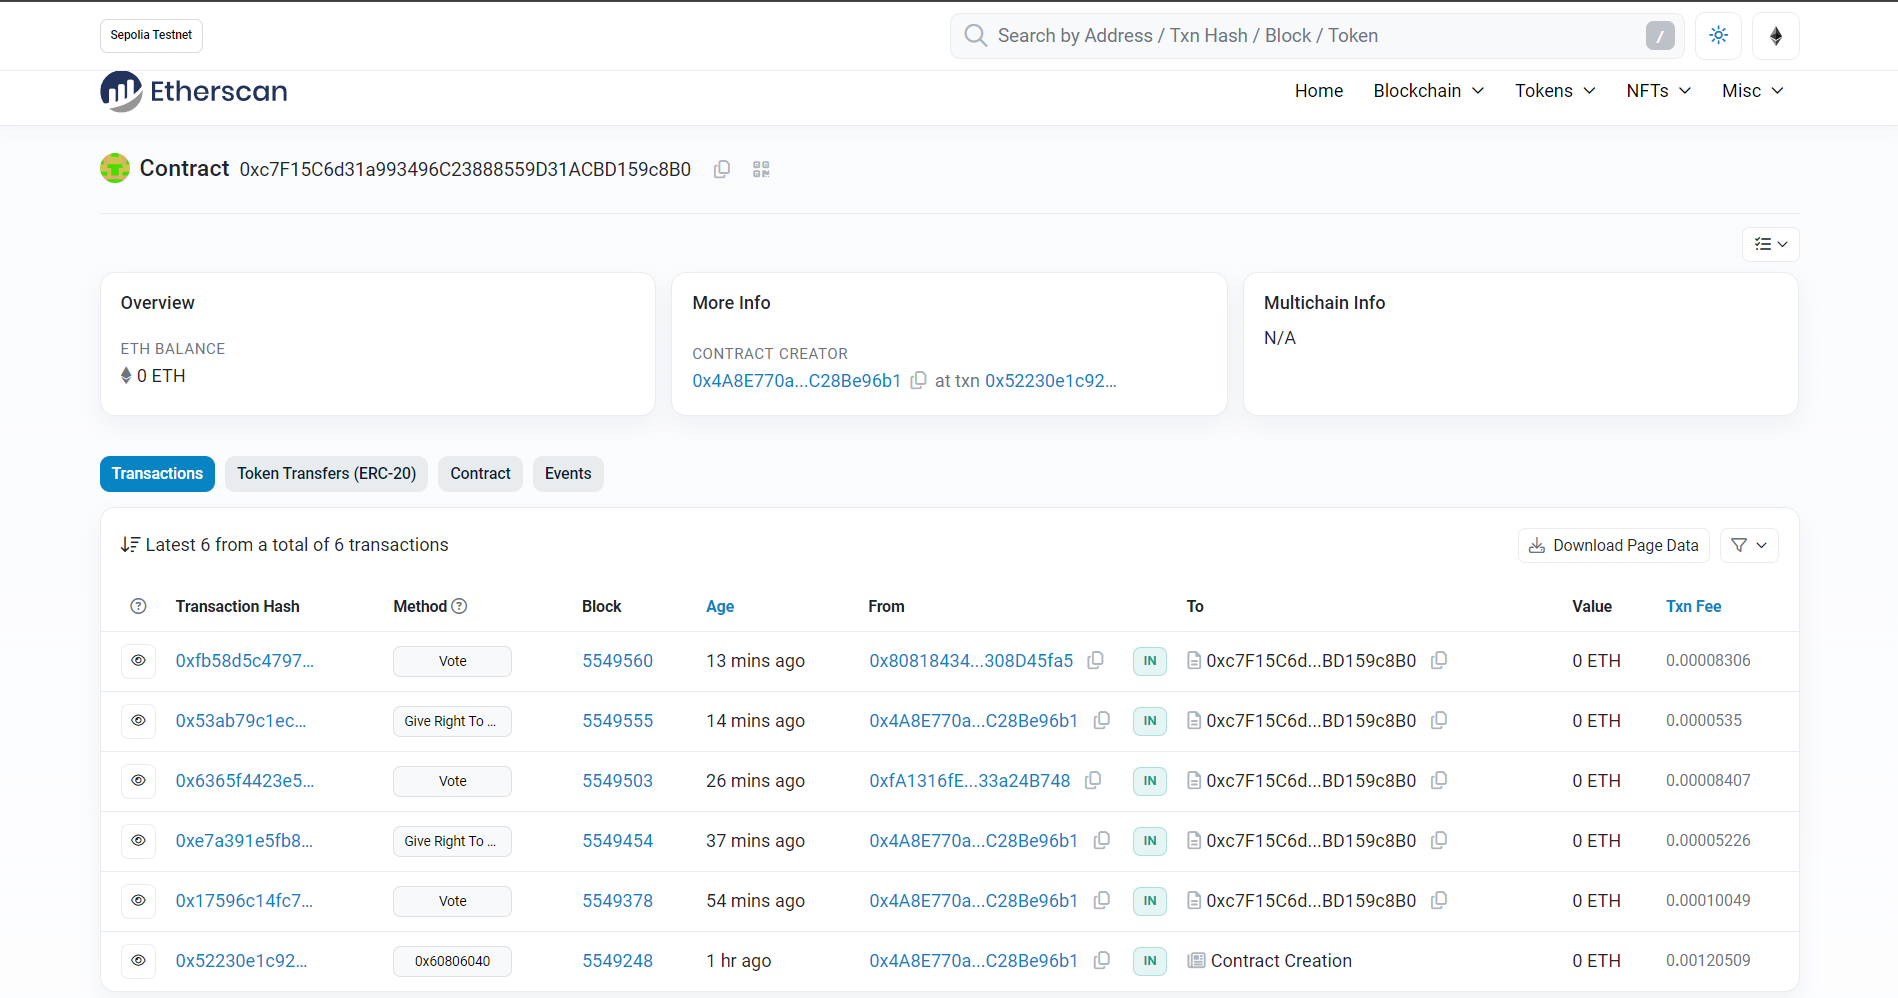 Sepolia Testnet
Search by Address / Txn Hash / Block / Token /
Etherscan Home Blockchain Tokens NFTs Misc
Contract 0xc7F15C6d31a993496C23888559D31ACBD159c8B0
Overview
ETH BALANCE
0 ETH
More Info
CONTRACT CREATOR
0x4A8E770a...C28Be96b1 at txn 0x52230e1c92...
Multichain Info
N/A
Transactions Token Transfers (ERC-20) Contract Events
Latest 6 from a total of 6 transactions Download Page Data
? Transaction Hash Method ? Block Age From To Value Txn Fee
0xfb58d5c4797... Vote 5549560 13 mins ago 0x80818434...308D45fa5 IN 0xc7F15C6d...BD159c8B0 0 ETH 0.00008306
0x53ab79c1ec... Give Right To ... 5549555 14 mins ago 0x4A8E770a...C28Be96b1 IN 0xc7F15C6d...BD159c8B0 0 ETH 0.0000535
0x6365f4423e5... Vote 5549503 26 mins ago 0xfA1316fE...33a24B748 IN 0xc7F15C6d...BD159c8B0 0 ETH 0.00008407
0xe7a391e5fb8... Give Right To ... 5549454 37 mins ago 0x4A8E770a...C28Be96b1 IN 0xc7F15C6d...BD159c8B0 0 ETH 0.00005226
0x17596c14fc7... Vote 5549378 54 mins ago 0x4A8E770a...C28Be96b1 IN 0xc7F15C6d...BD159c8B0 0 ETH 0.00010049
0x52230e1c92... 0x60806040 5549248 1 hr ago 0x4A8E770a...C28Be96b1 IN Contract Creation 0 ETH 0.00120509